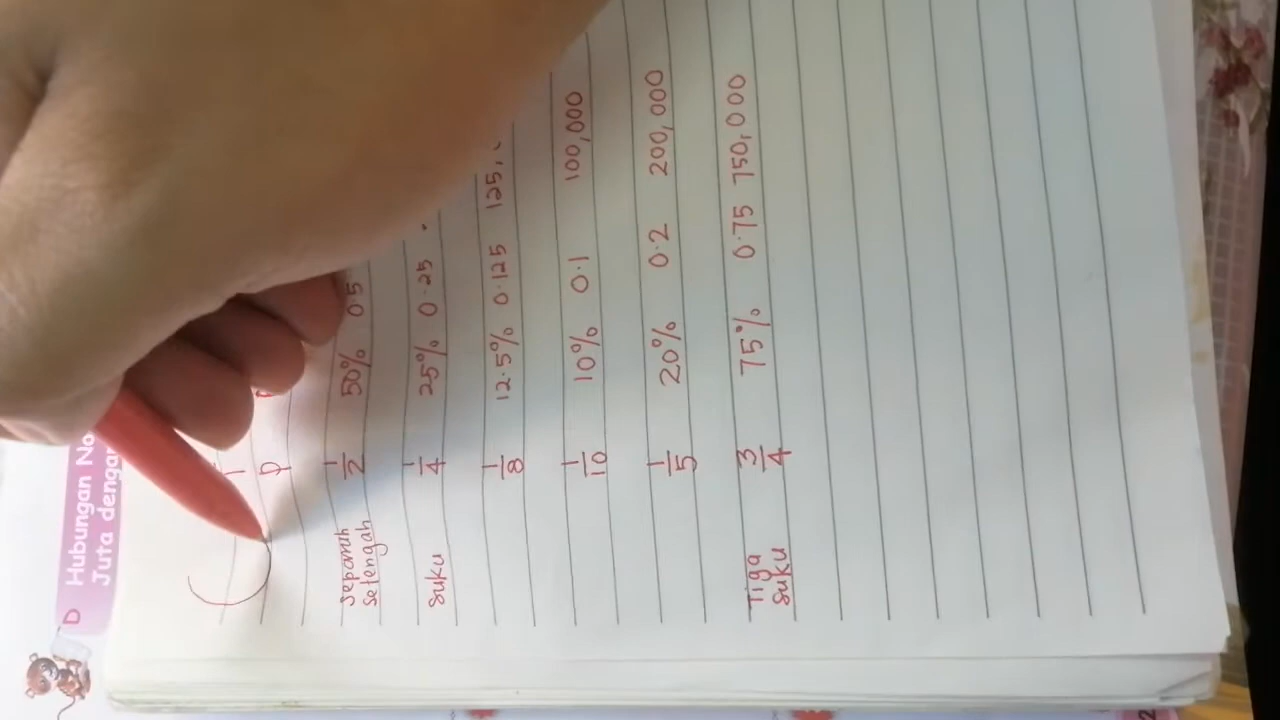 D Hubungan No
Juta dengan
Separuh
Setengah 1/2 50% 0.5
Suku 1/4 25% 0.25
1/8 12.5% 0.125 125,
1/10 10% 0.1 100,000
1/5 20% 0.2 200,000
Tiga
Suku 3/4 75% 0.75 750,000